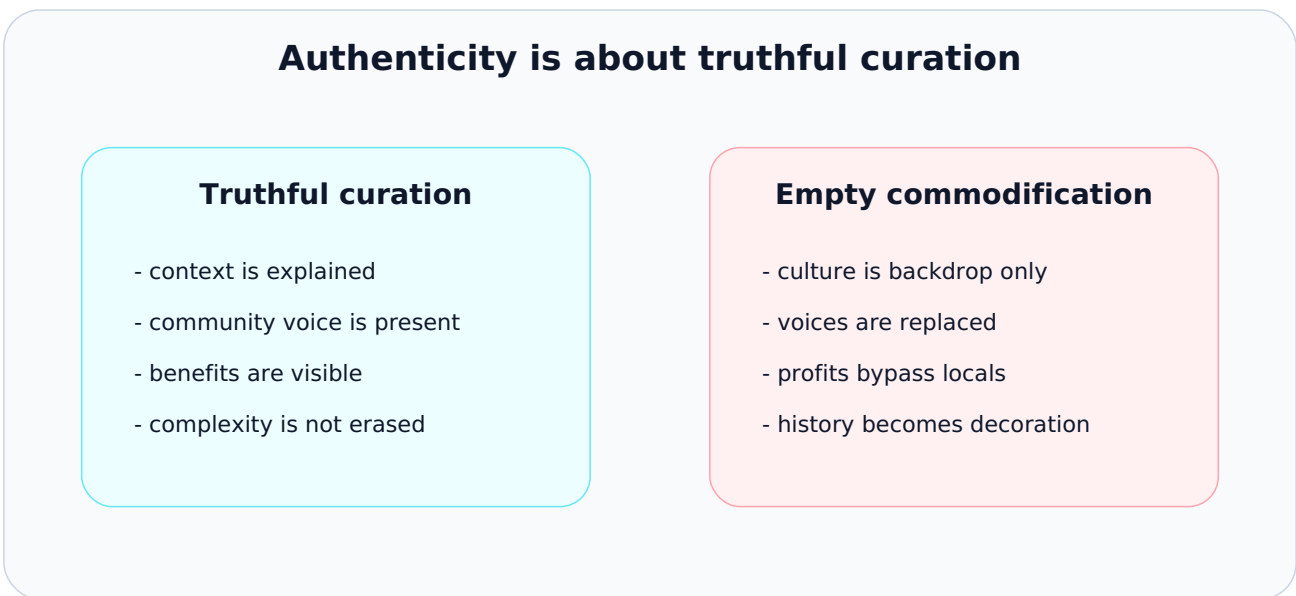 Authenticity is about truthful curation
Truthful curation
- context is explained
- community voice is present
- benefits are visible
- complexity is not erased
Empty commodification
- culture is backdrop only
- voices are replaced
- profits bypass locals
- history becomes decoration